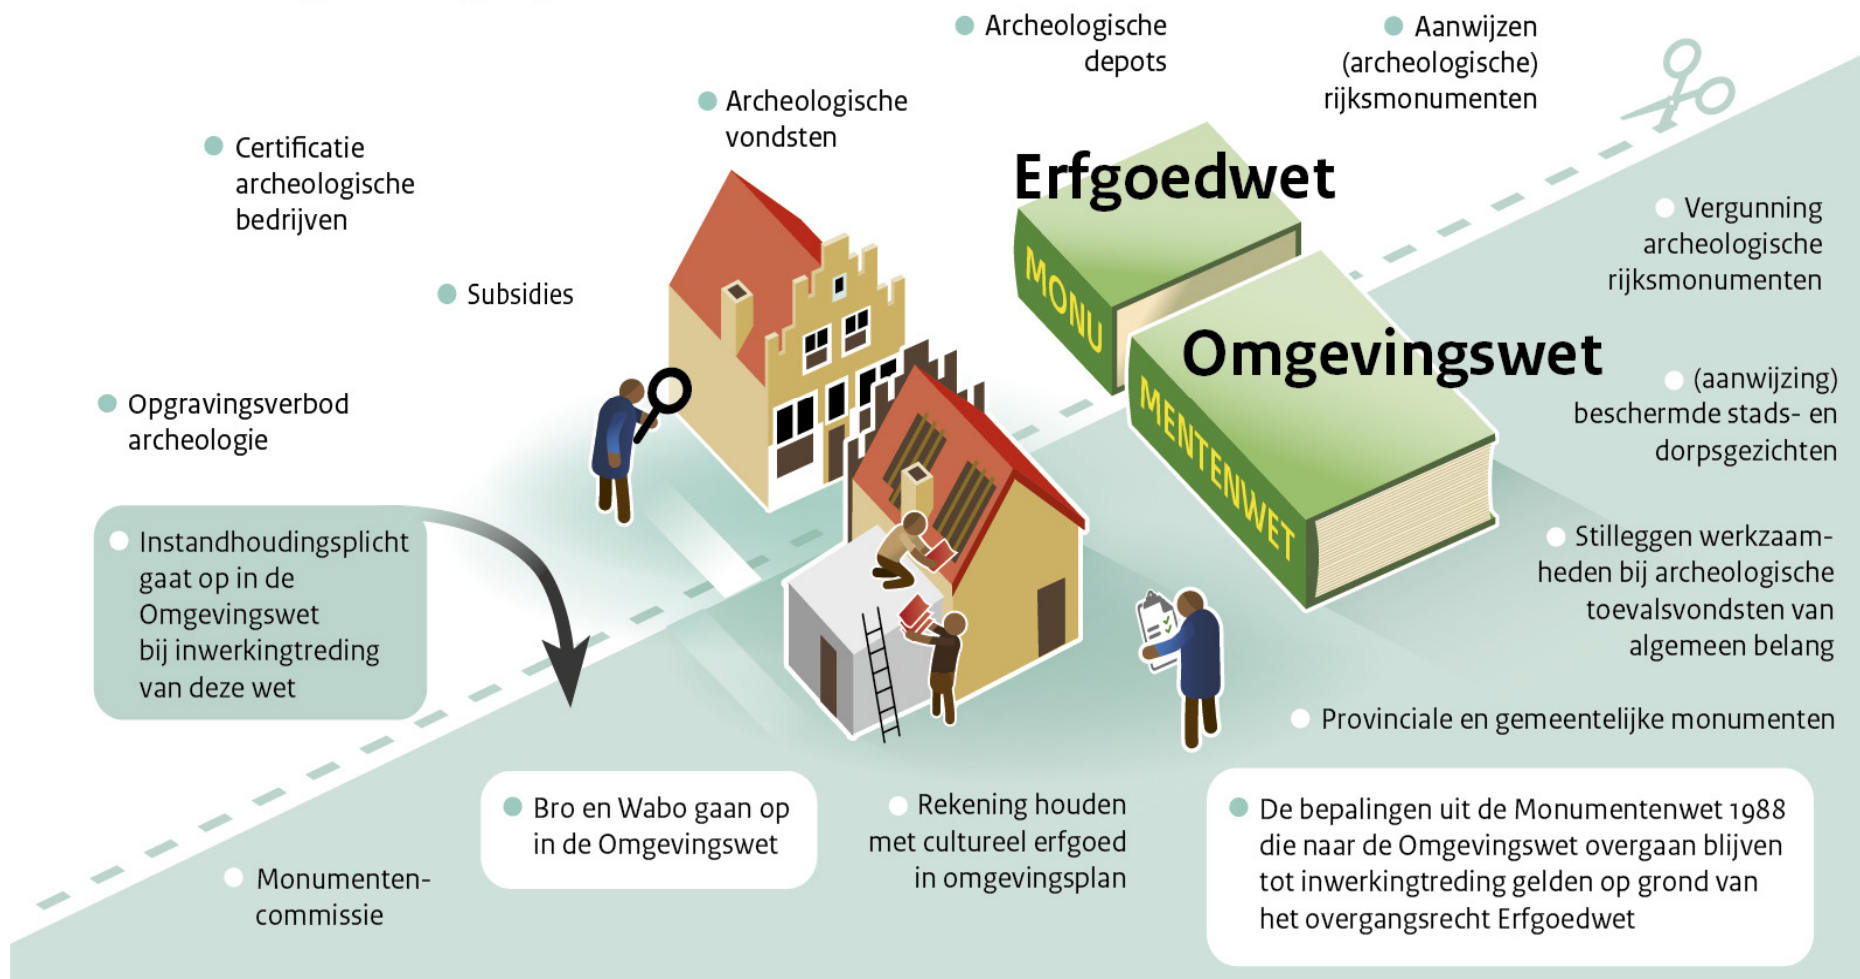 Archeologische
depots
Aanwijzen
(archeologische)
rijksmonumenten
Archeologische
vondsten
Certificatie
archeologische
bedrijven
Subsidies
Opgravingsverbod
archeologie
Erfgoedwet
MONU
Omgevingswet
MENTENWET
Vergunning
archeologische
rijksmonumenten
(aanwijzing)
beschermde stads- en
dorpsgezichten
Stilleggen werkzaam-
heden bij archeologische
toevalsvondsten van
algemeen belang
Provinciale en gemeentelijke monumenten
Instandhoudingsplicht
gaat op in de
Omgevingswet
bij inwerkingtreding
van deze wet
Monumenten-
commissie
Bro en Wabo gaan op
in de Omgevingswet
Rekening houden
met cultureel erfgoed
in omgevingsplan
De bepalingen uit de Monumentenwet 1988
die naar de Omgevingswet overgaan blijven
tot inwerkingtreding gelden op grond van
het overgangsrecht Erfgoedwet